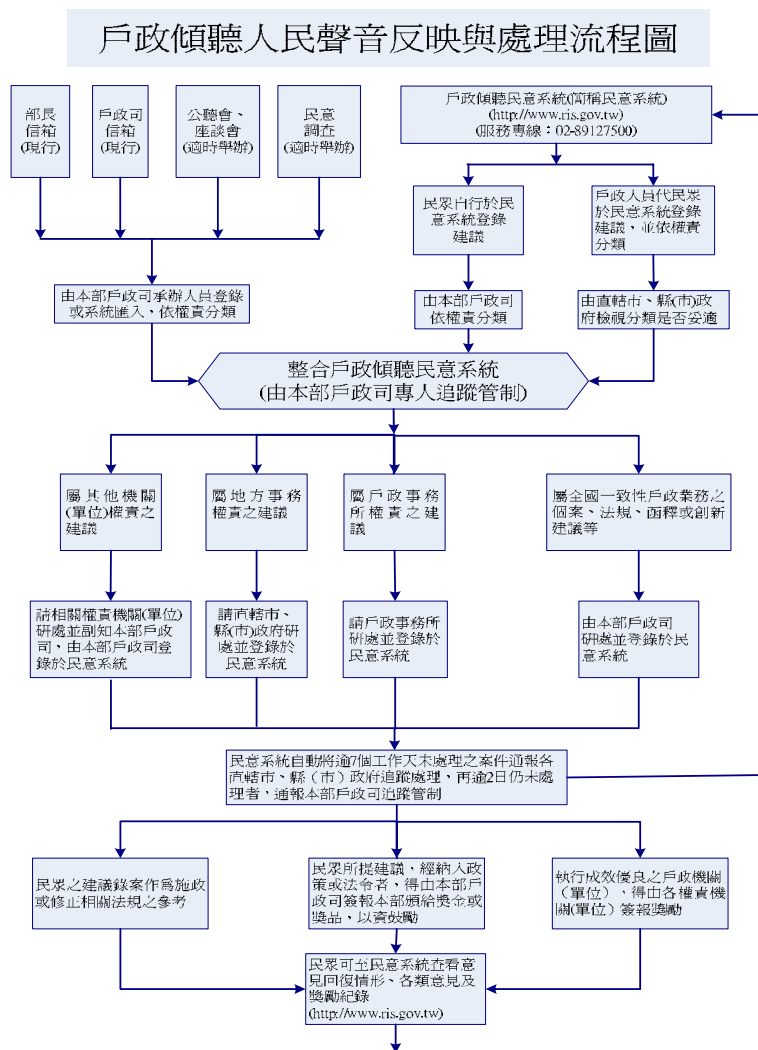 戶政傾聽人民聲音反映與處理流程圖
部長
信箱
(現行)
戶政司
信箱
(現行)
公聽會、
座談會
(適時舉辦)
民意
調查
(適時舉辦)
戶政傾聽民意系統(簡稱民意系統)
(http://www.ris.gov.tw)
(服務專線：02-89127500)
民眾自行於民
意系統登錄
建議
戶政人員代民眾
於民意系統登錄
建議，並依權責
分類
由本部戶政司承辦人員登錄
或系統匯入、依權責分類
由本部戶政司
依權責分類
由直轄市、縣(市)政
府檢視分類是否妥適
整合戶政傾聽民意系統
(由本部戶政司專人追蹤管制)
屬其他機關
(單位)權責之
建議
屬地方事務
權責之建議
屬戶政事務
所權責之建
議
屬全國一致性戶政業務之
個案、法規、函釋或創新
建議等
請相關權責機關(單位)
研處並副知本部戶政
司，由本部戶政司登
錄於民意系統
請直轄市、
縣(市)政府研
處並登錄於
民意系統
請戶政事務所
研處並登錄於
民意系統
由本部戶政司
研處並登錄於民
意系統
民意系統自動將逾7個工作天未處理之案件通報各
直轄市、縣（市）政府追蹤處理，再逾2日仍未處
理者，通報本部戶政司追蹤管制
民眾之建議錄案作為施政
或修正相關法規之參考
民眾所提建議，經納入政
策或法令者，得由本部戶
政司簽報本部頒給獎金或
獎品，以資鼓勵
執行成效優良之戶政機關
（單位），得由各權責機
關(單位）簽報獎勵
民眾可至民意系統查看意
見回復情形、各類意見及
獎勵紀錄
(http://www.ris.gov.tw)